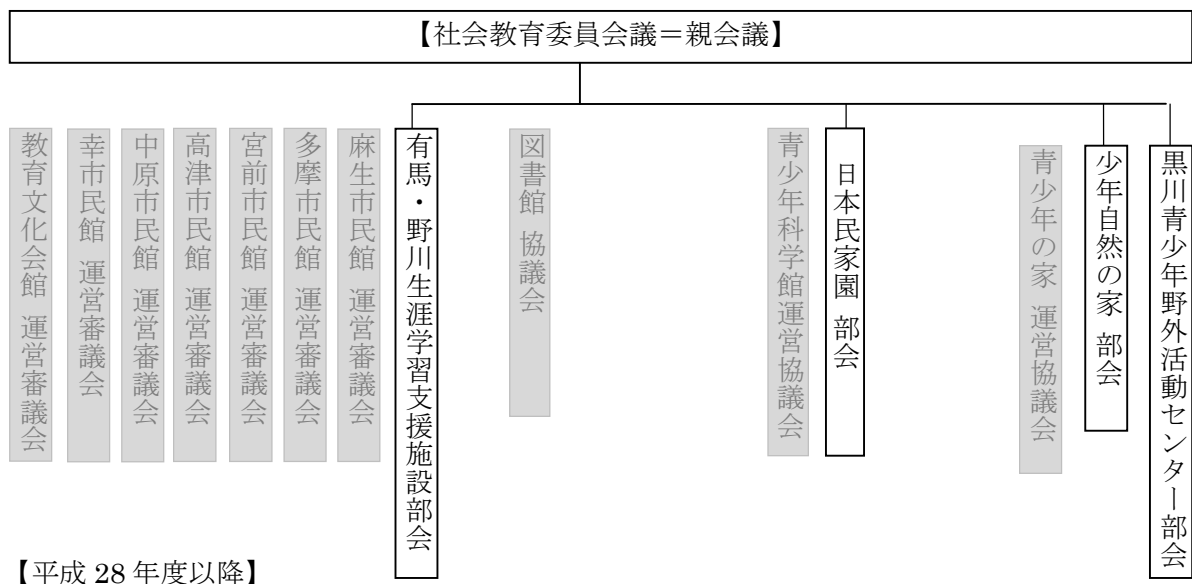 【社会教育委員会議＝親会議】
教育文化会館 運営審議会
幸市民館 運営審議会
中原市民館 運営審議会
高津市民館 運営審議会
宮前市民館 運営審議会
多摩市民館 運営審議会
麻生市民館 運営審議会
有馬・野川生涯学習支援施設部会
図書館 協議会
青少年科学館運営協議会
日本民家園 部会
青少年の家 運営協議会
少年自然の家 部会
黒川青少年野外活動センター部会
【平成 28 年度以降】